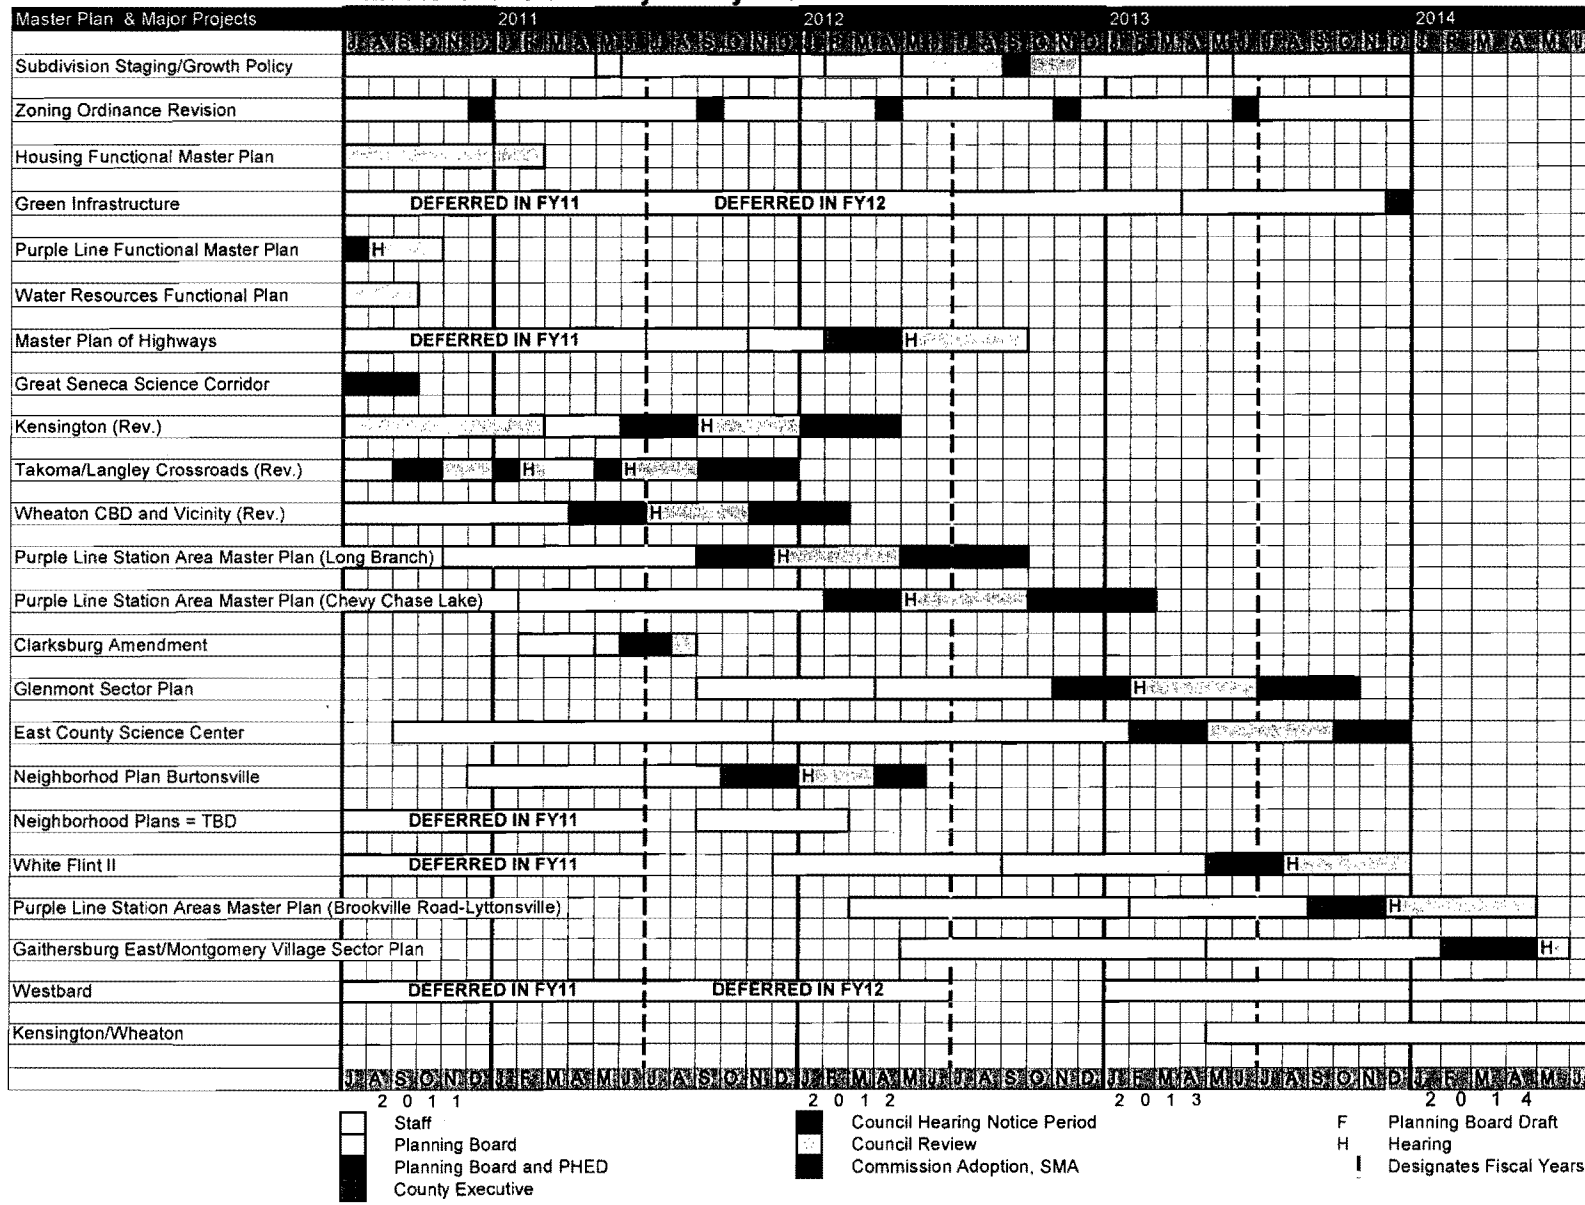 Master Plan & Major Projects 2011 2012 2013 2014
J A S O N D J F M A M J J A S O N D J F M A M J J A S O N D J F M A M J J A S O N D J F M A M J
Subdivision Staging/Growth Policy
Zoning Ordinance Revision
Housing Functional Master Plan
Green Infrastructure DEFERRED IN FY11 DEFERRED IN FY12
Purple Line Functional Master Plan H
Water Resources Functional Plan
Master Plan of Highways DEFERRED IN FY11 H
Great Seneca Science Corridor
Kensington (Rev.) H
Takoma/Langley Crossroads (Rev.) H H
Wheaton CBD and Vicinity (Rev.) H
Purple Line Station Area Master Plan (Long Branch) H
Purple Line Station Area Master Plan (Chevy Chase Lake) H
Clarksburg Amendment
Glenmont Sector Plan H
East County Science Center
Neighborhod Plan Burtonsville H
Neighborhood Plans = TBD DEFERRED IN FY11
White Flint II DEFERRED IN FY11 H
Purple Line Station Areas Master Plan (Brookville Road-Lyttonsville) H
Gaithersburg East/Montgomery Village Sector Plan H
Westbard DEFERRED IN FY11 DEFERRED IN FY12
Kensington/Wheaton
J A S O N D J F M A M J J A S O N D J F M A M J J A S O N D J F M A M J J A S O N D J F M A M J
2 0 1 1 2 0 1 2 2 0 1 3 2 0 1 4
Staff Council Hearing Notice Period F Planning Board Draft
Planning Board Council Review H Hearing
Planning Board and PHED Commission Adoption, SMA Designates Fiscal Years
County Executive